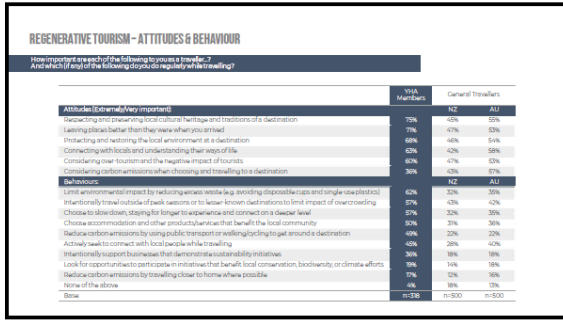 REGENERATIVE TOURISM – ATTITUDES & BEHAVIOUR
How important are each of the following to you as a traveller...?
And which (if any) of the following do you do regularly while travelling?
YHA Members General Travellers
NZ AU
Attitudes (Extremely/Very important):
Respecting and preserving local cultural heritage and traditions of a destination 75% 45% 55%
Leaving places better than they were when you arrived 71% 47% 53%
Protecting and restoring the local environment at a destination 68% 46% 54%
Connecting with locals and understanding their ways of life 63% 42% 58%
Considering over-tourism and the negative impact of tourists 60% 47% 53%
Considering carbon emissions when choosing and travelling to a destination 36% 43% 57%
Behaviours: NZ AU
Limit environmental impact by reducing excess waste (e.g. avoiding disposable cups and single-use plastics) 62% 32% 35%
Intentionally travel outside of peak seasons or to lesser-known destinations to limit impact of overcrowding 57% 43% 42%
Choose to slow down, staying for longer to experience and connect on a deeper level 57% 32% 35%
Choose accommodation and other products/services that benefit the local community 50% 31% 36%
Reduce carbon emissions by using public transport or walking/cycling to get around a destination 49% 22% 22%
Actively seek to connect with local people while travelling 45% 28% 40%
Intentionally support businesses that demonstrate sustainability initiatives 36% 18% 18%
Look for opportunities to participate in initiatives that benefit local conservation, biodiversity, or climate efforts 19% 14% 18%
Reduce carbon emissions by travelling closer to home where possible 17% 12% 16%
None of the above 4% 18% 13%
Base n=318 n=500 n=500